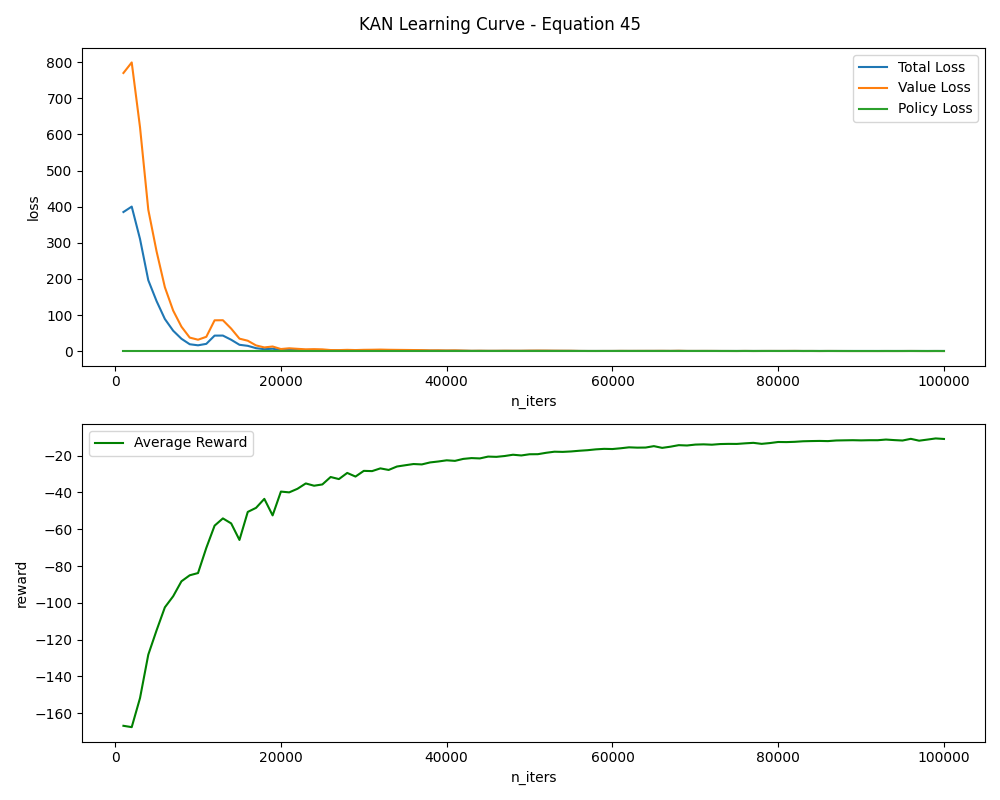 KAN Learning Curve - Equation 45
800
700
600
500
400
300
200
100
0
loss
Total Loss
Value Loss
Policy Loss
0 20000 40000 60000 80000 100000
n_iters
Average Reward
−20
−40
−60
−80
−100
−120
−140
−160
reward
0 20000 40000 60000 80000 100000
n_iters